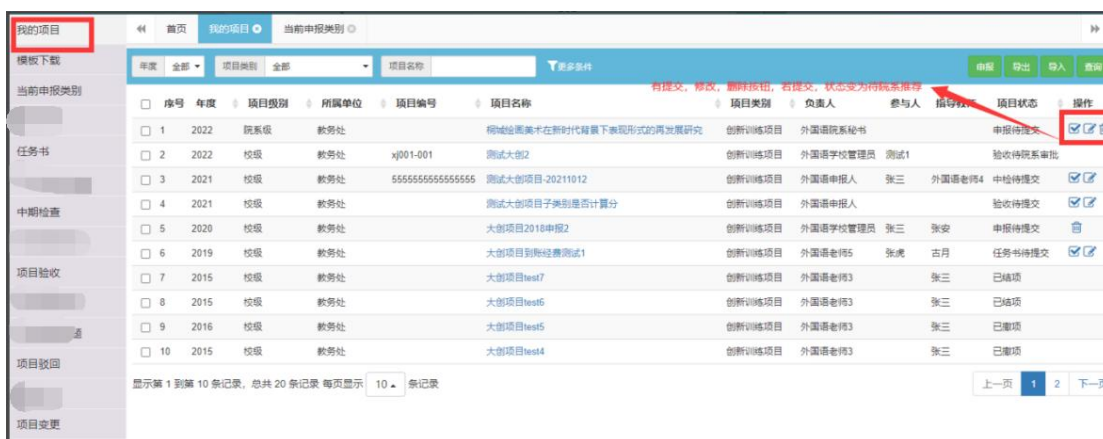 我的项目
模板下载
当前申报类别
任务书
中期检查
项目验收
项目驳回
项目变更
首页 我的项目 当前申报类别
年度 全部 项目类别 全部 项目名称 更多条件 申报 导出 导入 查询
有提交，修改，删除按钮，若提交，状态变为待院系推荐
序号 年度 项目级别 所属单位 项目编号 项目名称 项目类别 负责人 参与人 指导教师 项目状态 操作
1 2022 院系级 教务处 桐城绘画美术在新时代背景下表现形式的再发展研究 创新训练项目 外国语院系秘书 申报待提交
2 2022 校级 教务处 xj001-001 测试大创2 创新训练项目 外国语学校管理员 测试1 验收待院系审批
3 2021 校级 教务处 5555555555555555 测试大创项目-20211012 创新训练项目 外国语申报人 张三 外国语老师4 中检待提交
4 2021 校级 教务处 测试大创项目子类别是否计算分 创新训练项目 外国语申报人 验收待提交
5 2020 校级 教务处 大创项目2018申报2 创新训练项目 外国语学校管理员 张三 张安 申报待提交
6 2019 校级 教务处 大创项目到账经费测试1 创新训练项目 外国语老师5 张虎 古月 任务书待提交
7 2015 校级 教务处 大创项目test7 创新训练项目 外国语老师3 张三 已结项
8 2015 校级 教务处 大创项目test6 创新训练项目 外国语老师3 张三 已结项
9 2016 校级 教务处 大创项目test5 创新训练项目 外国语老师3 张三 已撤项
10 2015 校级 教务处 大创项目test4 创新训练项目 外国语老师3 张三 已撤项
显示第 1 到第 10 条记录，总共 20 条记录 每页显示 10 条记录 上一页 1 2 下一页